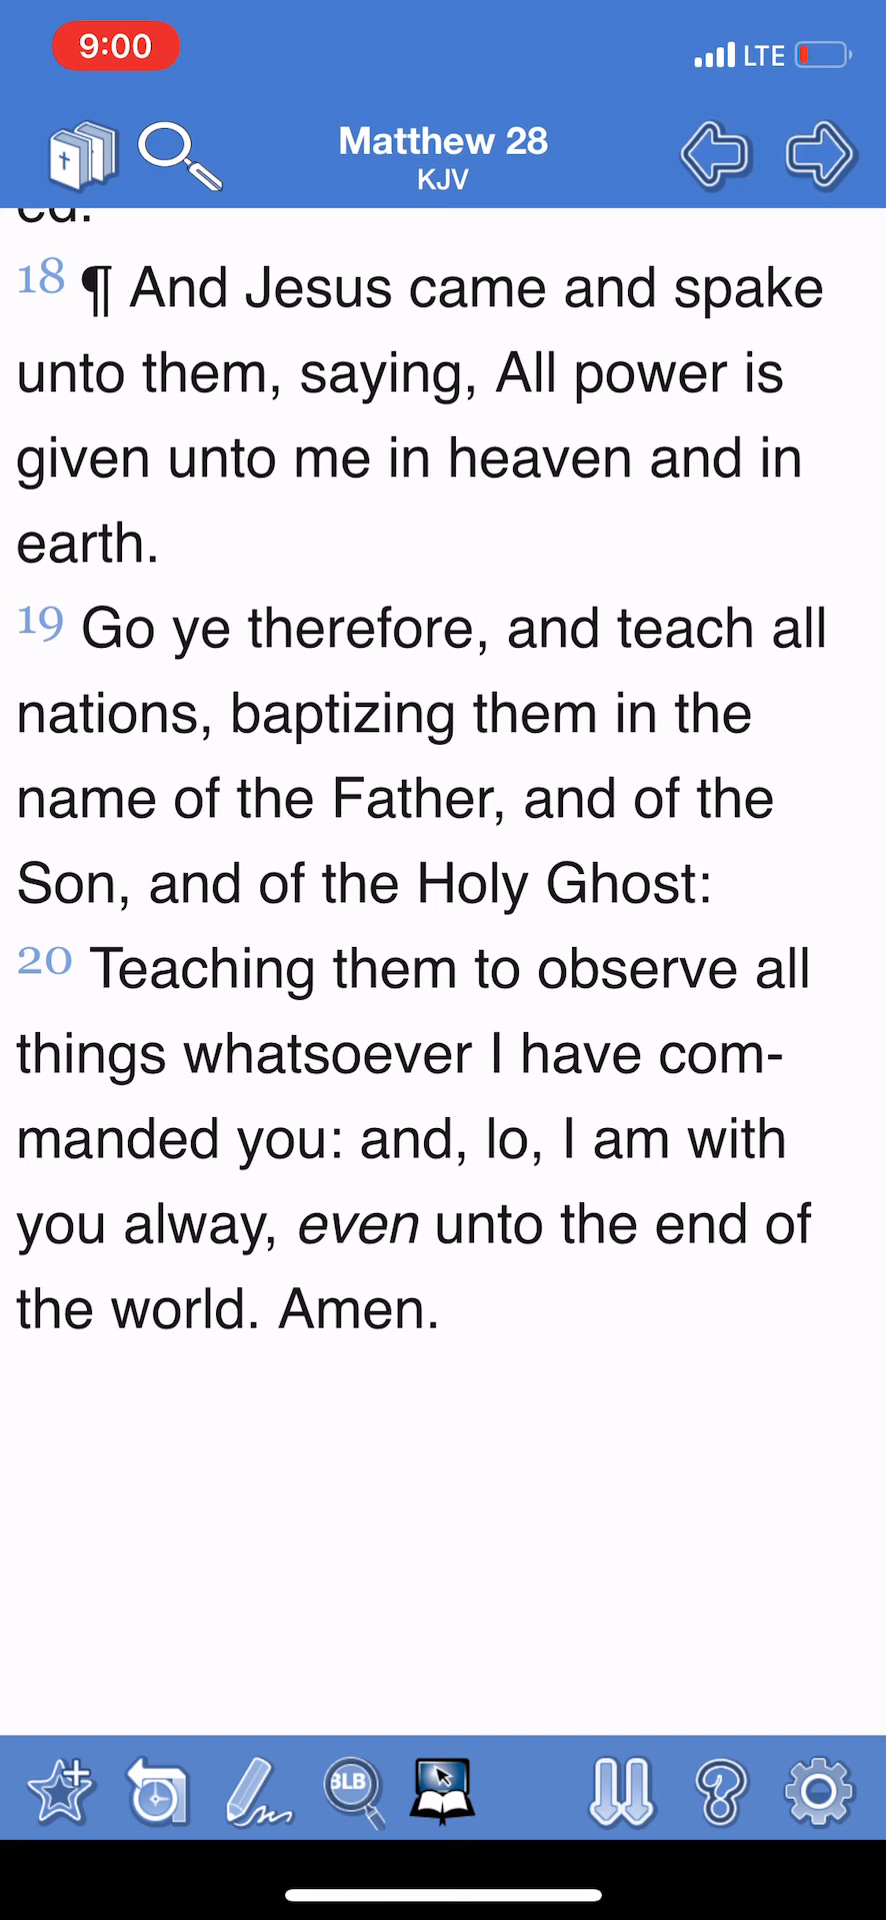 9:00
LTE
Matthew 28
KJV
18 ¶ And Jesus came and spake
unto them, saying, All power is
given unto me in heaven and in
earth.
19 Go ye therefore, and teach all
nations, baptizing them in the
name of the Father, and of the
Son, and of the Holy Ghost:
20 Teaching them to observe all
things whatsoever I have com-
manded you: and, lo, I am with
you alway, even unto the end of
the world. Amen.
BLB